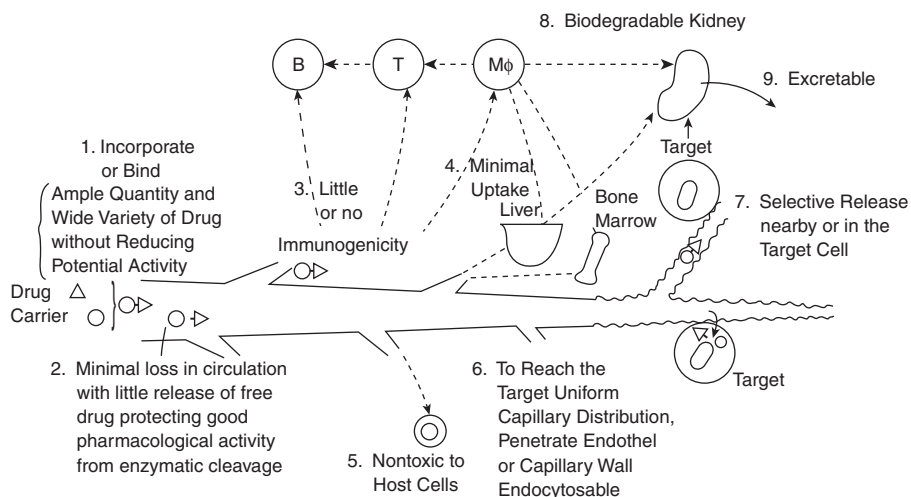 8. Biodegradable Kidney
B
T
Mϕ
9. Excretable
1. Incorporate
or Bind
Ample Quantity and
Wide Variety of Drug
without Reducing
Potential Activity
3. Little
or no
Immunogenicity
4. Minimal
Uptake
Liver
Bone
Marrow
Target
7. Selective Release
nearby or in the
Target Cell
Drug
Carrier
2. Minimal loss in circulation
with little release of free
drug protecting good
pharmacological activity
from enzymatic cleavage
5. Nontoxic to
Host Cells
6. To Reach the
Target Uniform
Capillary Distribution,
Penetrate Endothel
or Capillary Wall
Endocytosable
Target